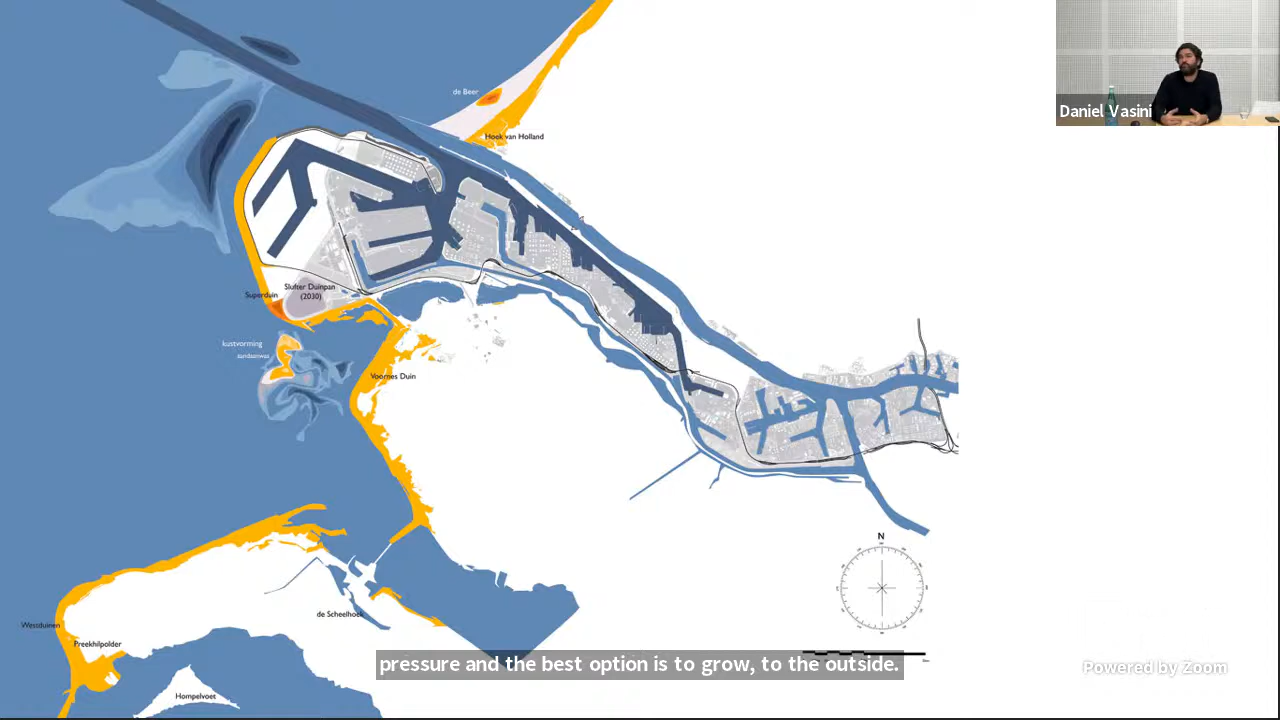 de Beer
Hoek van Holland
Daniel Vasini
Slufter Duinpan
(2030)
Superduin
kustvorming
zandaanwas
Voornes Duin
N
de Scheelhoek
Westduinen
Preekhilpolder
Hompelvoet
pressure and the best option is to grow, to the outside.
Powered by Zoom